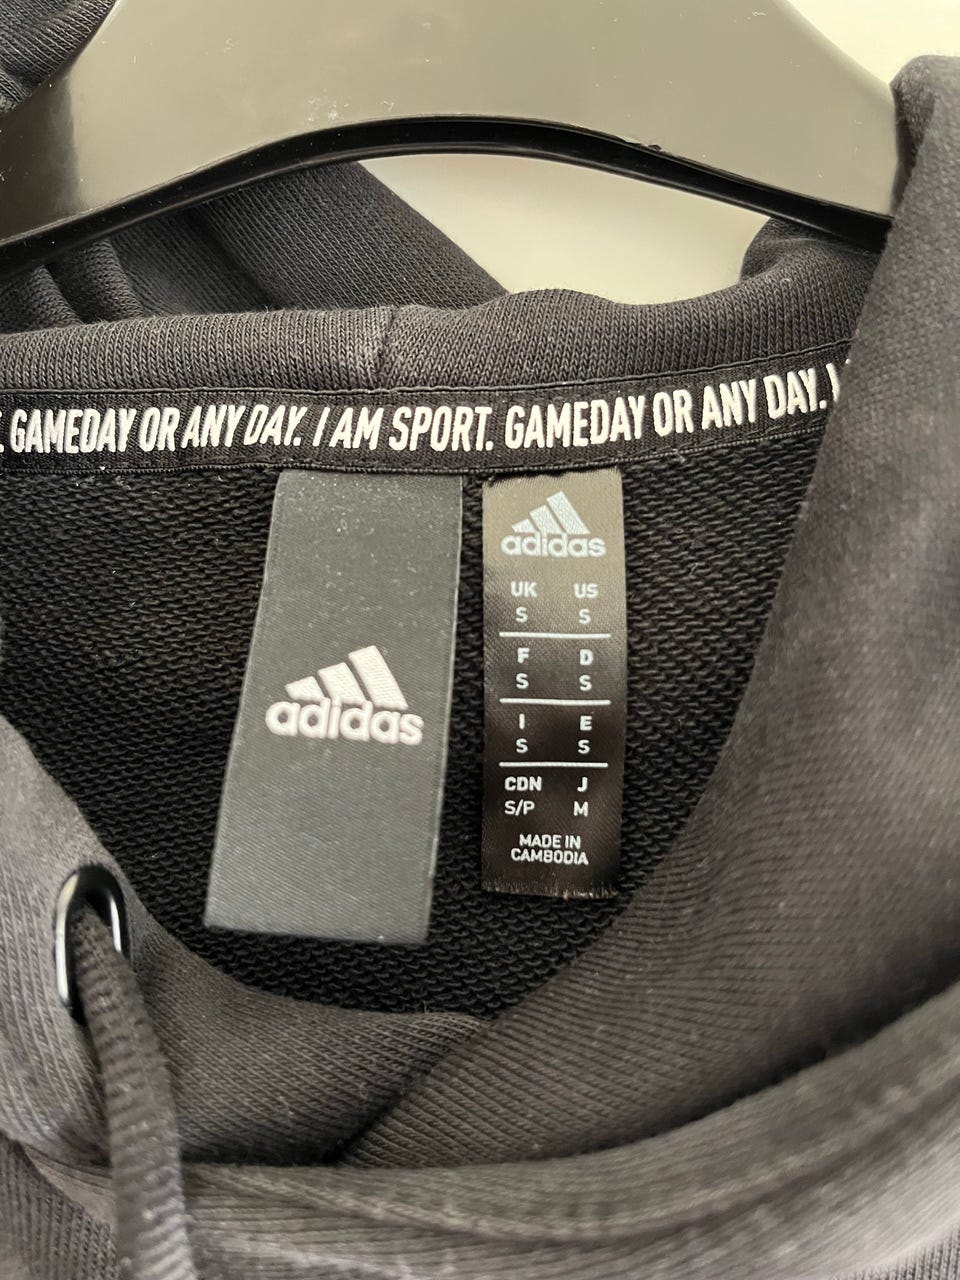 . GAMEDAY OR ANY DAY. I AM SPORT. GAMEDAY OR ANY DAY. I
adidas
adidas
UK US
S S
F D
S S
I E
S S
CDN J
S/P M
MADE IN
CAMBODIA